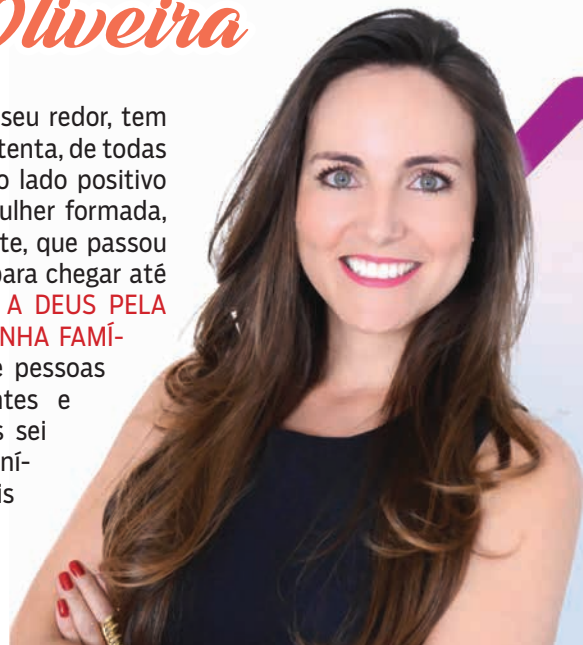 Oliveira
seu redor, tem
tenta, de todas
o lado positivo
ulher formada,
te, que passou
para chegar até
A DEUS PELA
NHA FAMÍ-
e pessoas
ntes e
s sei
ní-
is